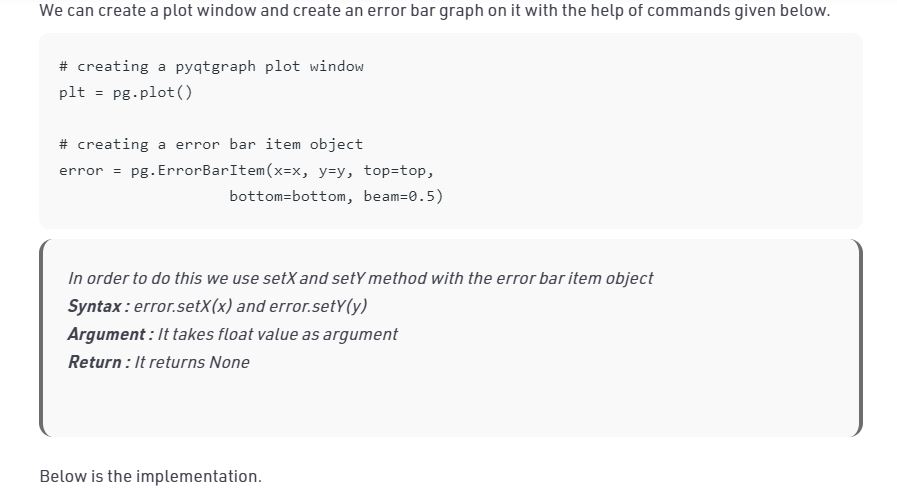 We can create a plot window and create an error bar graph on it with the help of commands given below.
# creating a pyqtgraph plot window
plt = pg.plot()
# creating a error bar item object
error = pg.ErrorBarItem(x=x, y=y, top=top,
bottom=bottom, beam=0.5)
In order to do this we use setX and setY method with the error bar item object
Syntax : error.setX(x) and error.setY(y)
Argument : It takes float value as argument
Return : It returns None
Below is the implementation.